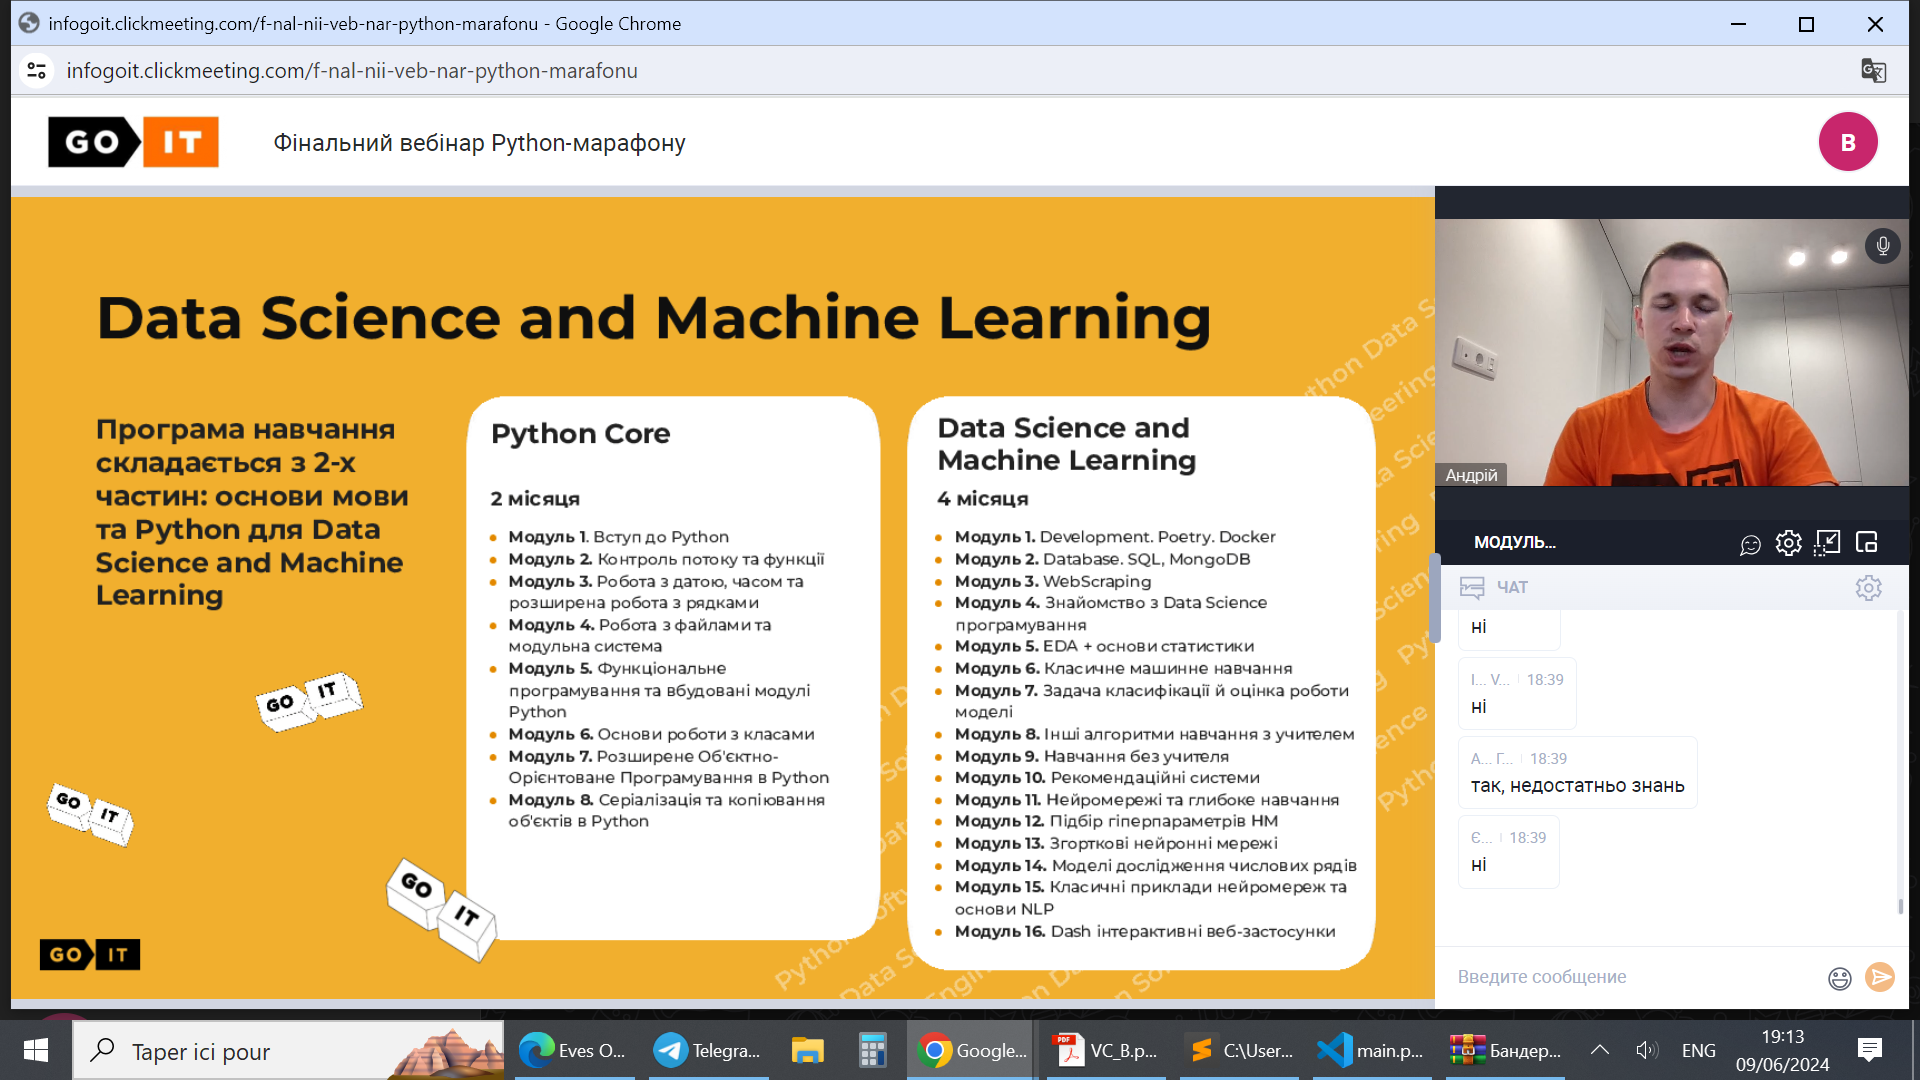 infogoit.clickmeeting.com/f-nal-nii-veb-nar-python-marafonu - Google Chrome
infogoit.clickmeeting.com/f-nal-nii-veb-nar-python-marafonu
GO IT
Фінальний вебінар Python-марафону
B
Data Science and Machine Learning
Програма навчання
складається з 2-х
частин: основи мови
та Python для Data
Science and Machine
Learning
GO IT
GO IT
GO IT
GO IT
Python Core
2 місяця
Модуль 1. Вступ до Python
Модуль 2. Контроль потоку та функції
Модуль 3. Робота з датою, часом та
розширена робота з рядками
Модуль 4. Робота з файлами та
модульна система
Модуль 5. Функціональне
програмування та вбудовані модулі
Python
Модуль 6. Основи роботи з класами
Модуль 7. Розширене Об'єктно-
Орієнтоване Програмування в Python
Модуль 8. Серіалізація та копіювання
об'єктів в Python
Data Science and
Machine Learning
4 місяця
Модуль 1. Development. Poetry. Docker
Модуль 2. Database. SQL, MongoDB
Модуль 3. WebScraping
Модуль 4. Знайомство з Data Science
програмування
Модуль 5. EDA + основи статистики
Модуль 6. Класичне машинне навчання
Модуль 7. Задача класифікації й оцінка роботи
моделі
Модуль 8. Інші алгоритми навчання з учителем
Модуль 9. Навчання без учителя
Модуль 10. Рекомендаційні системи
Модуль 11. Нейромережі та глибоке навчання
Модуль 12. Підбір гіперпараметрів НМ
Модуль 13. Згорткові нейронні мережі
Модуль 14. Моделі дослідження числових рядів
Модуль 15. Класичні приклади нейромереж та
основи NLP
Модуль 16. Dash інтерактивні веб-застосунки
Андрій
МОДУЛЬ...
ЧАТ
ні
I... V... 18:39
ні
А... Г... 18:39
так, недостатньо знань
Є... 18:39
ні
Введите сообщение
Taper ici pour
Eves O...
Telegra...
Google...
VC_B.p...
C:\User...
main.p...
Бандер...
ENG
19:13
09/06/2024